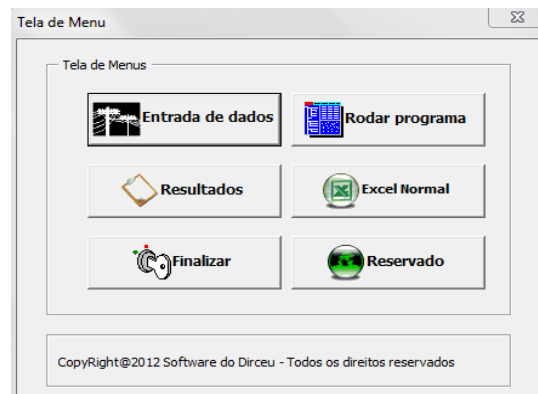 Tela de Menu
Tela de Menus
Entrada de dados
Rodar programa
Resultados
Excel Normal
Finalizar
Reservado
CopyRight@2012 Software do Dirceu - Todos os direitos reservados